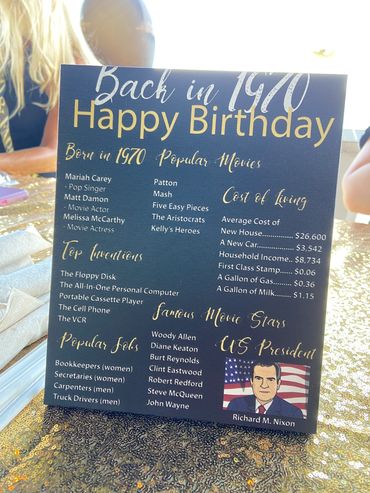 Back in 1970
Happy Birthday
Born in 1970
Mariah Carey
- Pop Singer
Matt Damon
- Movie Actor
Melissa McCarthy
- Movie Actress
Popular Movies
Patton
Mash
Five Easy Pieces
The Aristocrats
Kelly's Heroes
Cost of Living
Average Cost of
New House................ $26,600
A New Car................ $3,542
Household Income.. $8,734
First Class Stamp...... $0.06
A Gallon of Gas......... $0.36
A Gallon of Milk........ $1.15
Top Inventions
The Floppy Disk
The All-In-One Personal Computer
Portable Cassette Player
The Cell Phone
The VCR
Famous Movie Stars
Woody Allen
Diane Keaton
Burt Reynolds
Clint Eastwood
Robert Redford
Steve McQueen
John Wayne
Popular Jobs
Bookkeepers (women)
Secretaries (women)
Carpenters (men)
Truck Drivers (men)
US President
Richard M. Nixon